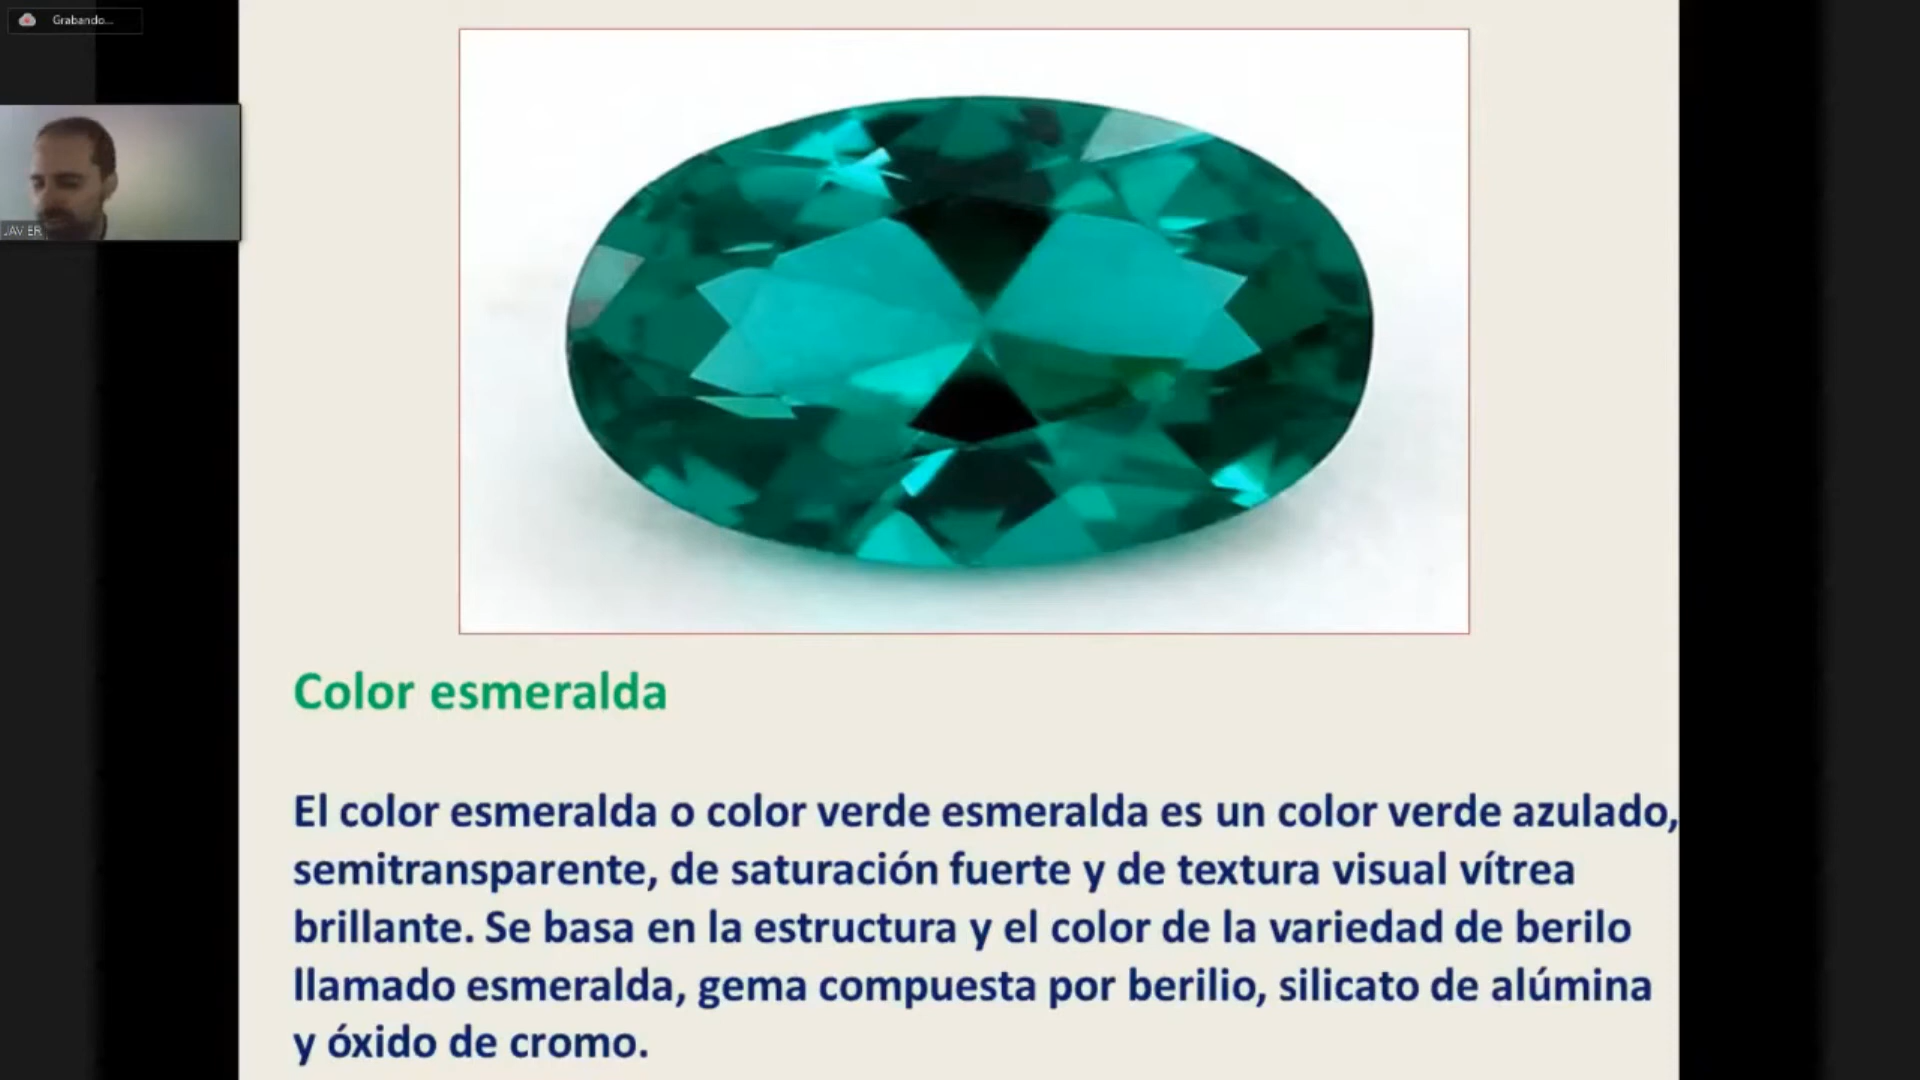 Grabando...
JAVIER
Color esmeralda
El color esmeralda o color verde esmeralda es un color verde azulado,
semitransparente, de saturación fuerte y de textura visual vítrea
brillante. Se basa en la estructura y el color de la variedad de berilo
llamado esmeralda, gema compuesta por berilio, silicato de alúmina
y óxido de cromo.